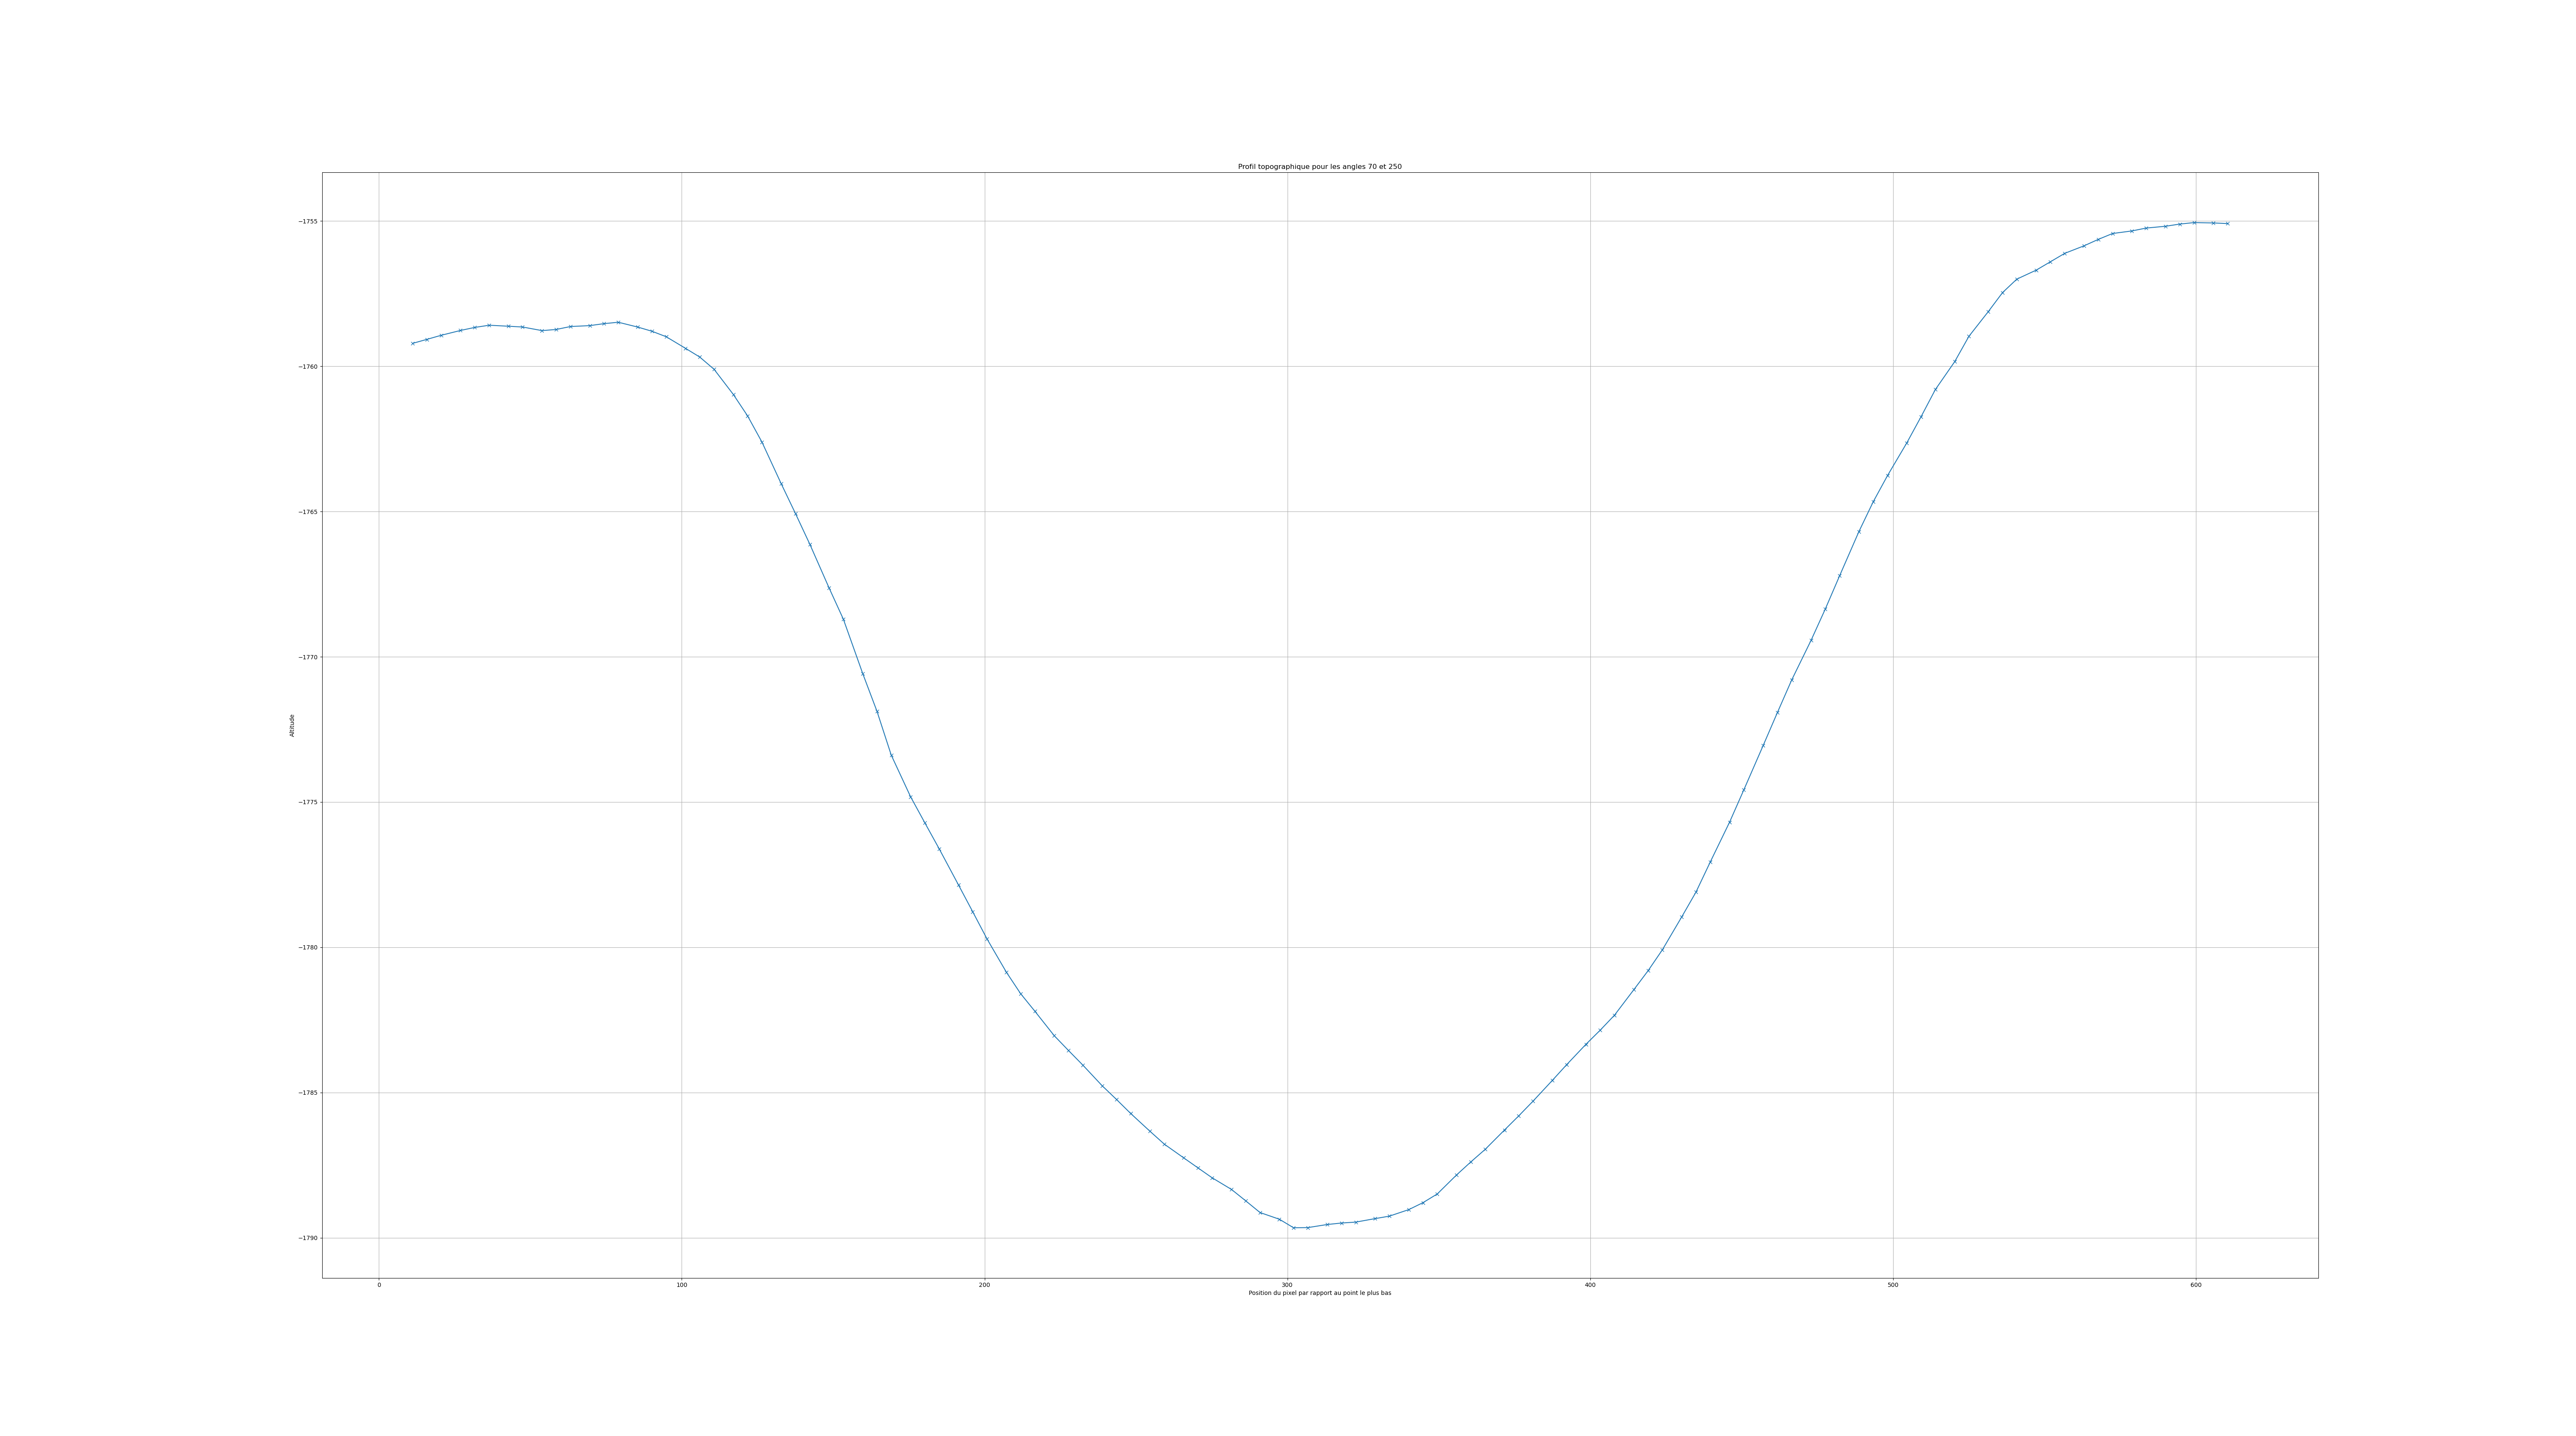 Profil topographique pour les angles 70 et 250
−1755
−1760
−1765
−1770
−1775
−1780
−1785
−1790
Altitude
0 100 200 300 400 500 600
Position du pixel par rapport au point le plus bas